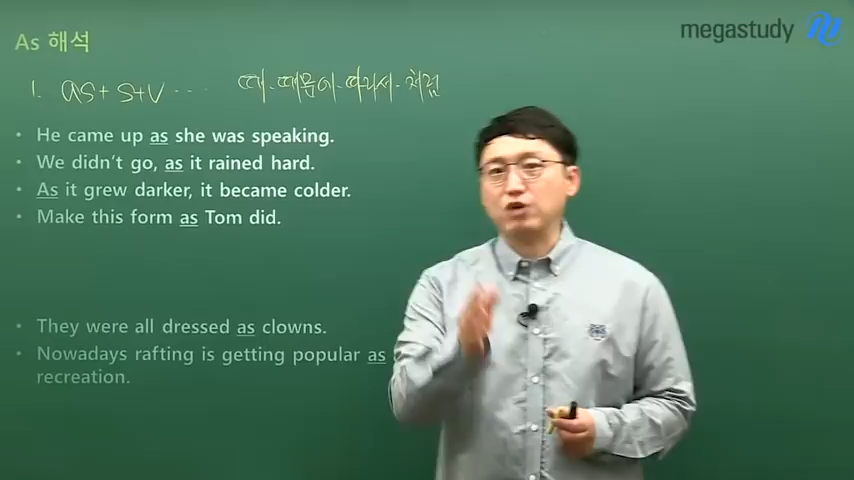 megastudy
As 해석
1. as + S+V ... 때. 때문에. 따라서. 처럼
• He came up as she was speaking.
• We didn't go, as it rained hard.
• As it grew darker, it became colder.
• Make this form as Tom did.
• They were all dressed as clowns.
• Nowadays rafting is getting popular as
recreation.